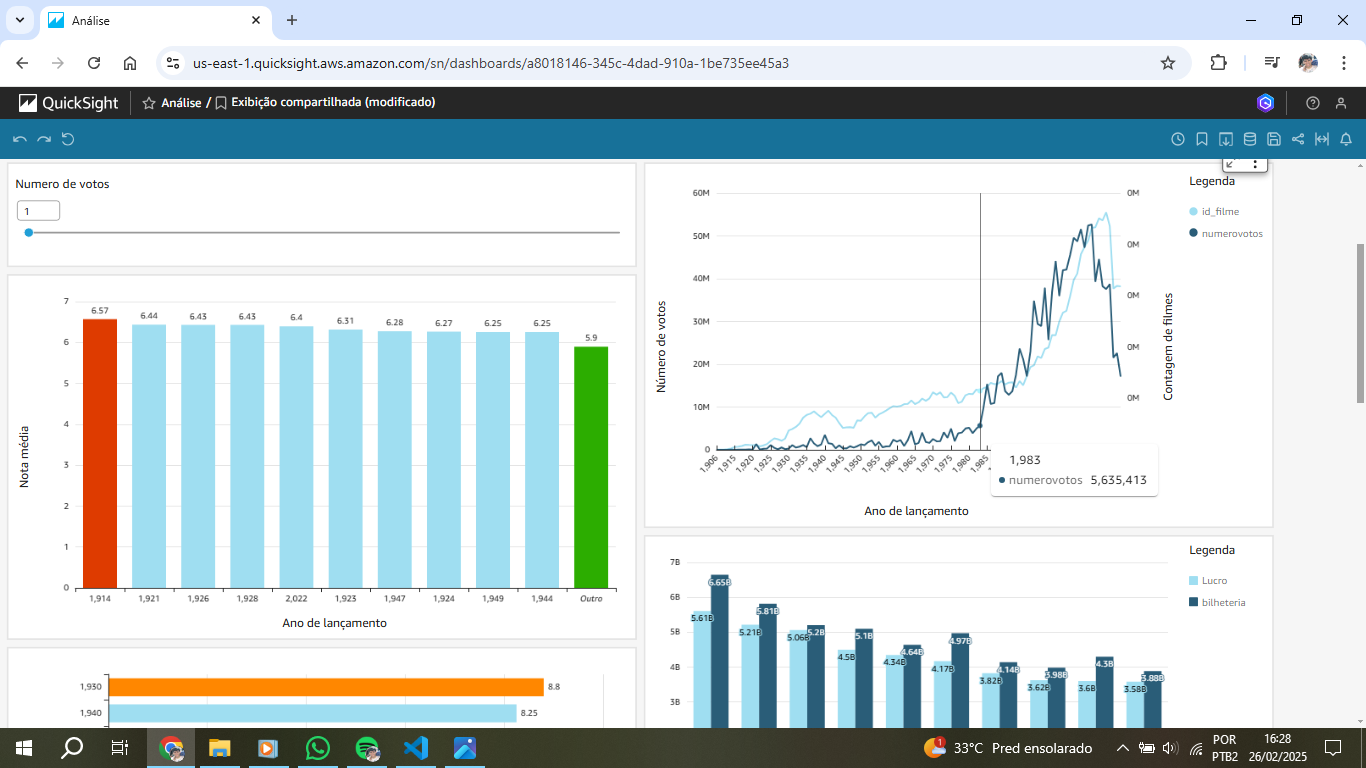 Análise
us-east-1.quicksight.aws.amazon.com/sn/dashboards/a8018146-345c-4dad-910a-1be735ee45a3
QuickSight
Análise / Exibição compartilhada (modificado)
Numero de votos
1
Nota média
7
6
5
4
3
2
1
0
6.57
6.44
6.43
6.43
6.4
6.31
6.28
6.27
6.25
6.25
5.9
1,914
1,921
1,926
1,928
2,022
1,923
1,947
1,924
1,949
1,944
Outro
Ano de lançamento
1,930
8.8
1,940
8.25
Número de votos
60M
50M
40M
30M
20M
10M
0
0M
0M
0M
0M
0M
Contagem de filmes
1,906
1,915
1,920
1,925
1,930
1,935
1,940
1,945
1,950
1,955
1,960
1,965
1,970
1,975
1,980
1,985
1,983
numerovotos 5,635,413
Ano de lançamento
Legenda
id_filme
numerovotos
7B
6B
5B
4B
3B
5.61B
6.65B
5.21B
5.81B
5.06B
5.2B
4.5B
5.1B
4.34B
4.64B
4.17B
4.97B
3.82B
4.14B
3.62B
3.98B
3.6B
4.3B
3.58B
3.88B
Legenda
Lucro
bilheteria
1
33°C Pred ensolarado
POR
PTB2
16:28
26/02/2025